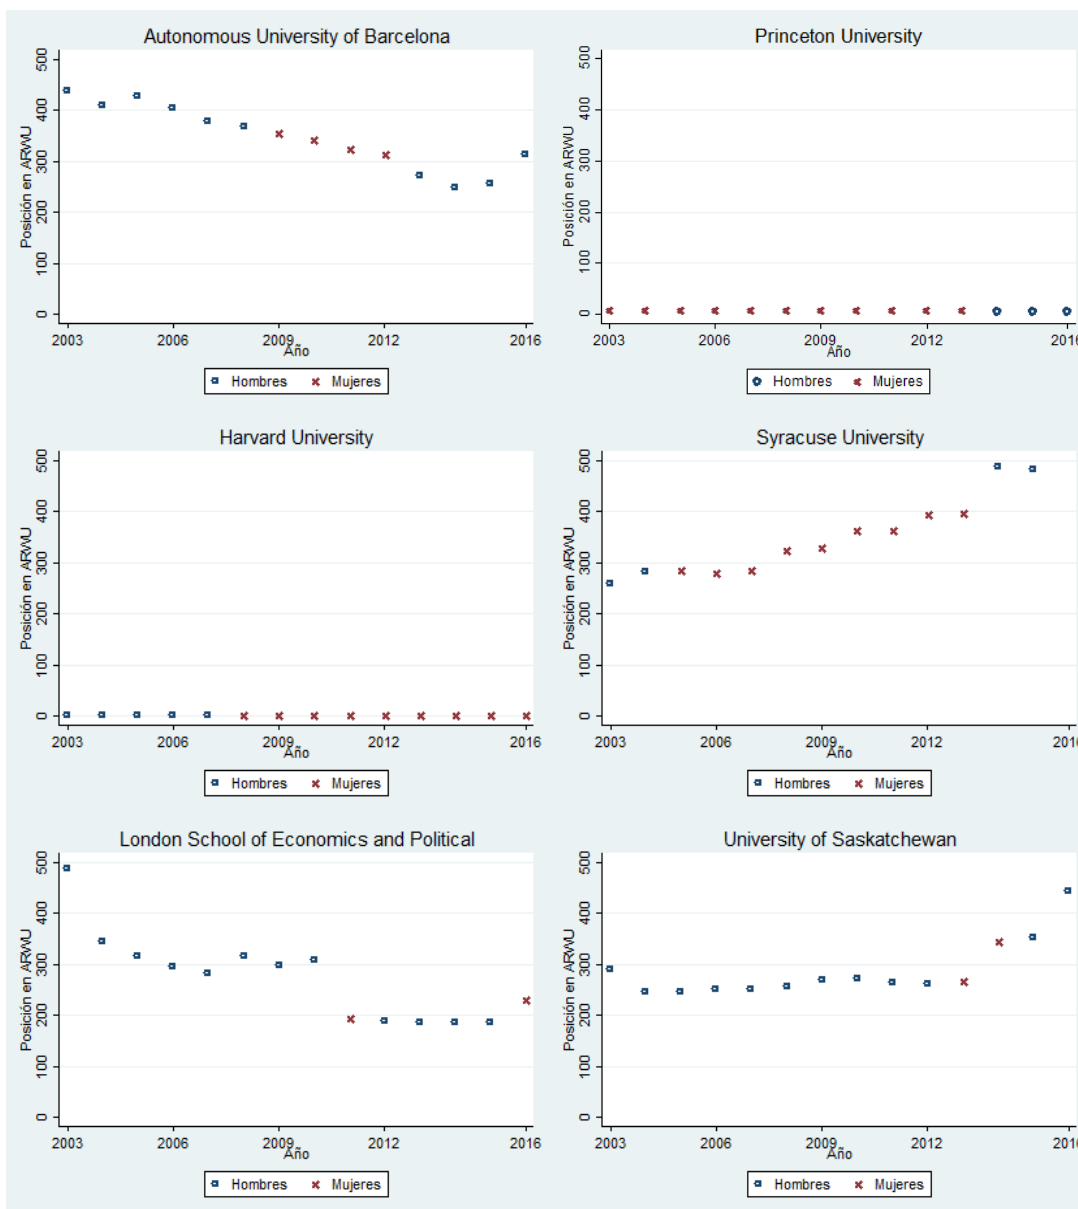 Autonomous University of Barcelona
Posición en ARWU
500
400
300
200
100
0
2003 2006 2009 2012 2016
Año
Hombres Mujeres
Princeton University
Posición en ARWU
500
400
300
200
100
0
2003 2006 2009 2012 2016
Año
Hombres Mujeres
Harvard University
Posición en ARWU
500
400
300
200
100
0
2003 2006 2009 2012 2016
Año
Hombres Mujeres
Syracuse University
Posición en ARWU
500
400
300
200
100
0
2003 2006 2009 2012 2016
Año
Hombres Mujeres
London School of Economics and Political
Posición en ARWU
500
400
300
200
100
0
2003 2006 2009 2012 2016
Año
Hombres Mujeres
University of Saskatchewan
Posición en ARWU
500
400
300
200
100
0
2003 2006 2009 2012 2016
Año
Hombres Mujeres